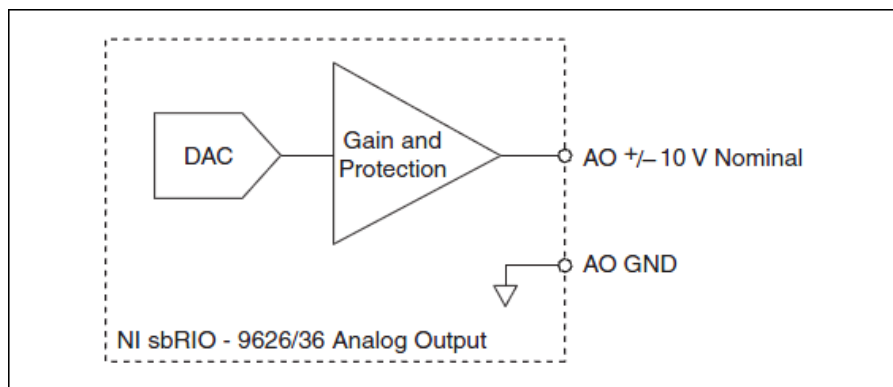 DAC
Gain and
Protection
AO +/– 10 V Nominal
AO GND
NI sbRIO - 9626/36 Analog Output